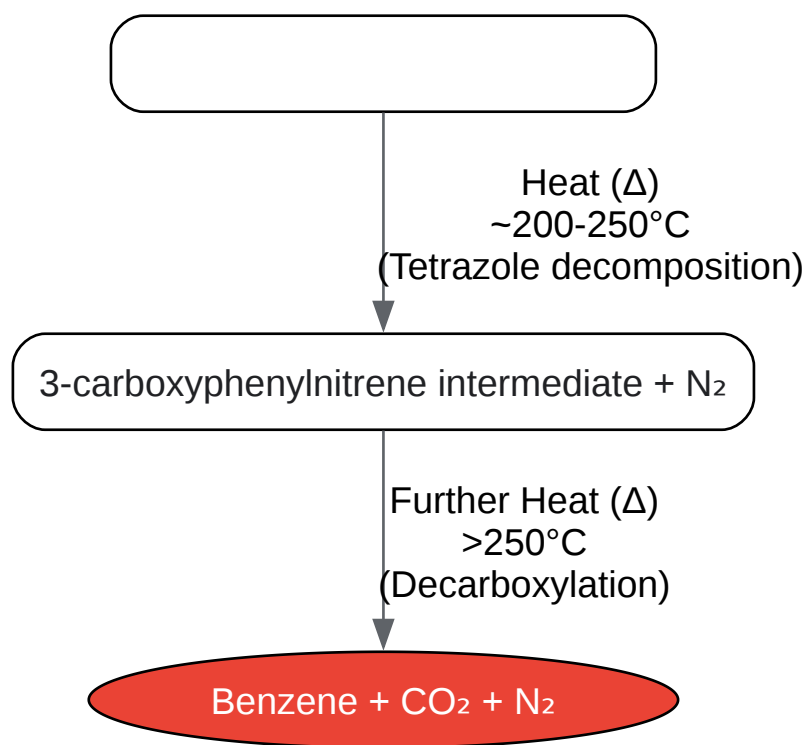 Heat (Δ)
~200-250°C
(Tetrazole decomposition)
3-carboxyphenylnitrene intermediate + N₂
Further Heat (Δ)
>250°C
(Decarboxylation)
Benzene + CO₂ + N₂